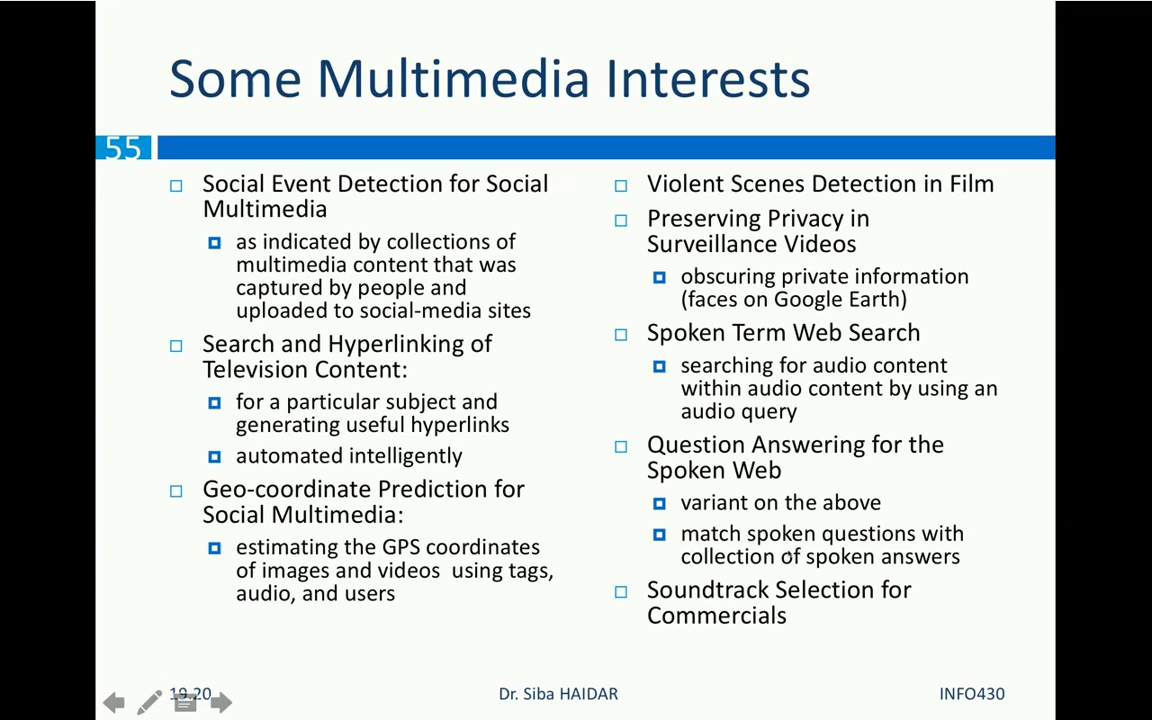 Some Multimedia Interests
55
Social Event Detection for Social
Multimedia
as indicated by collections of
multimedia content that was
captured by people and
uploaded to social-media sites
Search and Hyperlinking of
Television Content:
for a particular subject and
generating useful hyperlinks
automated intelligently
Geo-coordinate Prediction for
Social Multimedia:
estimating the GPS coordinates
of images and videos using tags,
audio, and users
Violent Scenes Detection in Film
Preserving Privacy in
Surveillance Videos
obscuring private information
(faces on Google Earth)
Spoken Term Web Search
searching for audio content
within audio content by using an
audio query
Question Answering for the
Spoken Web
variant on the above
match spoken questions with
collection of spoken answers
Soundtrack Selection for
Commercials
19.20
Dr. Siba HAIDAR
INFO430